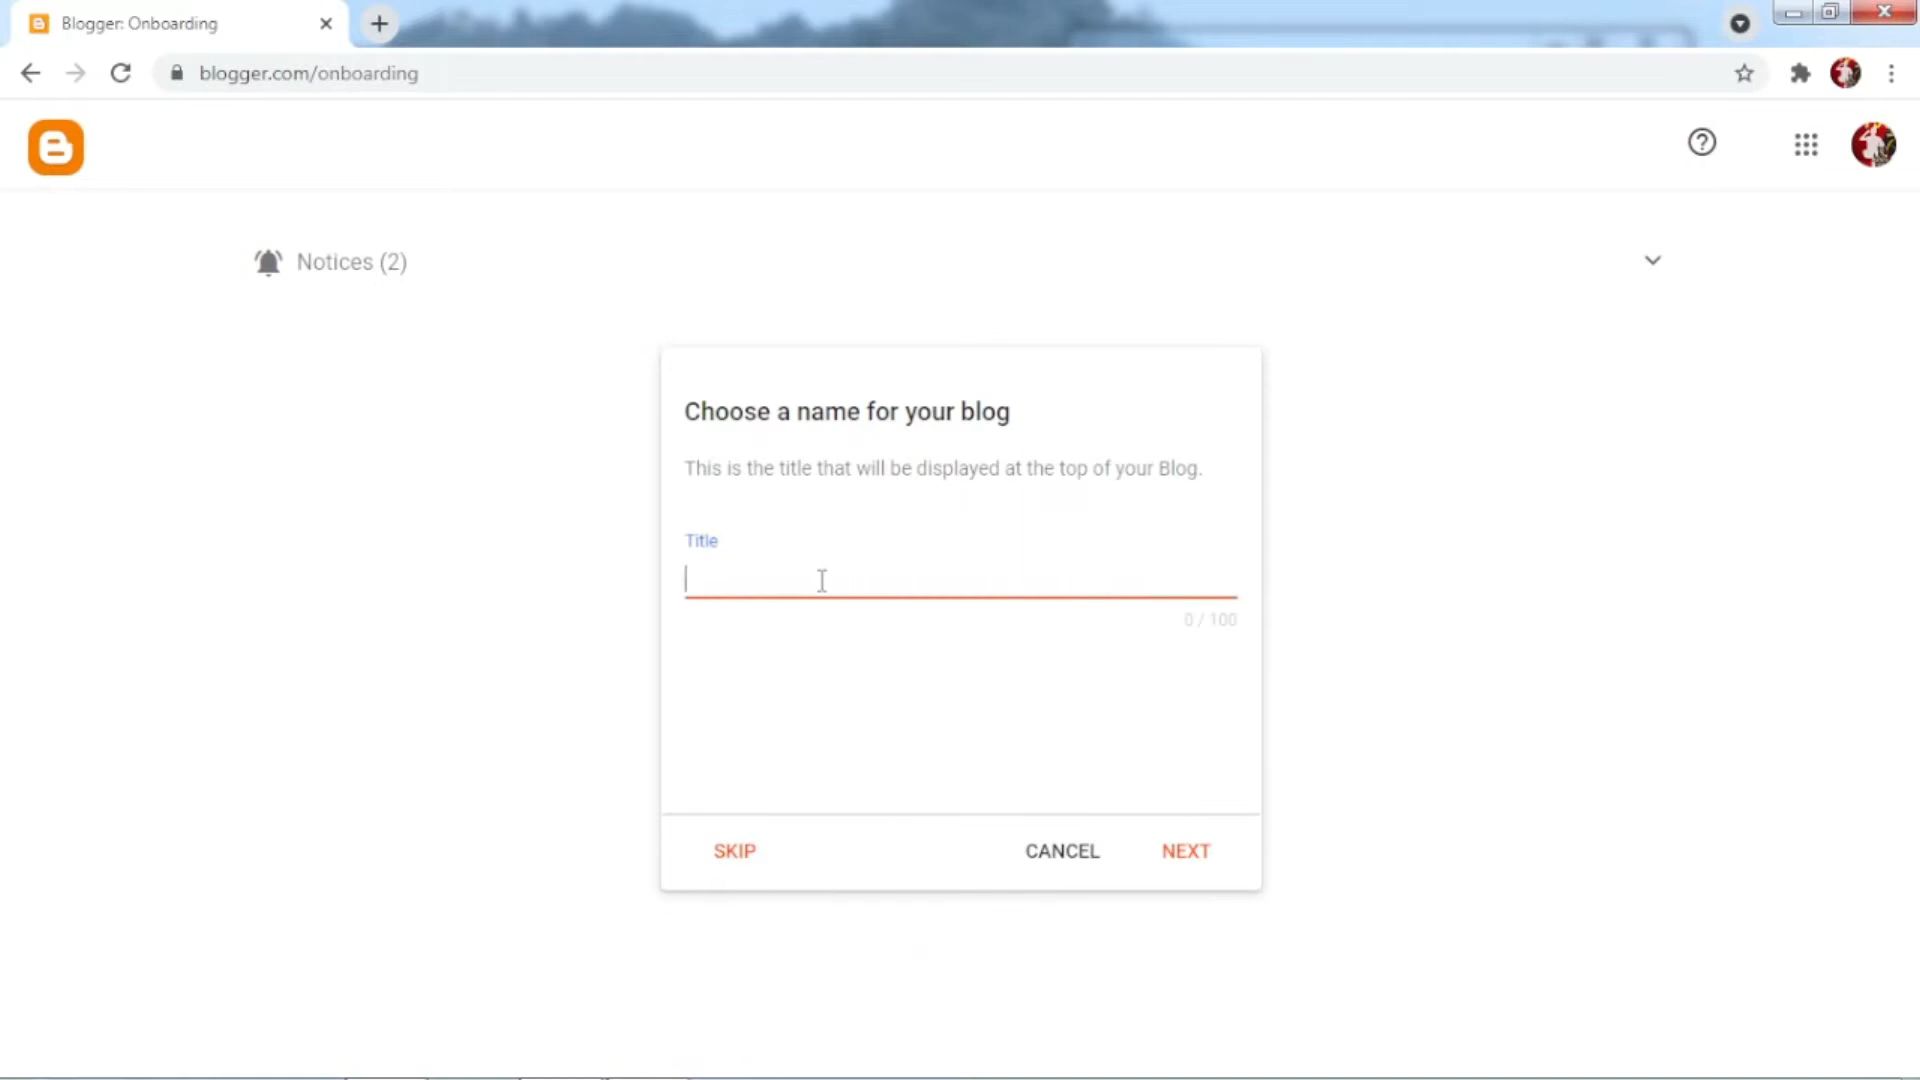 Blogger: Onboarding
blogger.com/onboarding
Notices (2)
Choose a name for your blog
This is the title that will be displayed at the top of your Blog.
Title
0 / 100
SKIP
CANCEL
NEXT